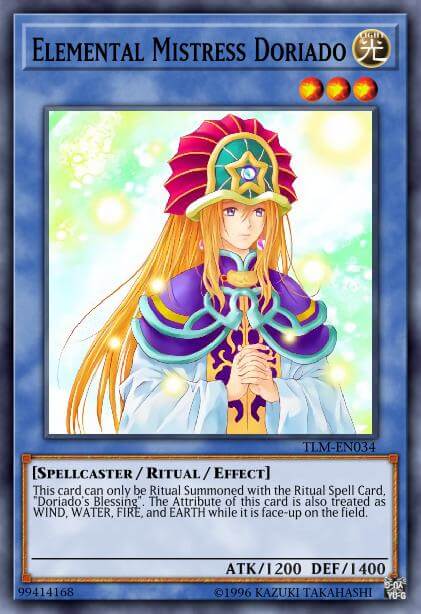 ELEMENTAL MISTRESS DORIADO
LIGHT
光
TLM-EN034
[SPELLCASTER / RITUAL / EFFECT]
This card can only be Ritual Summoned with the Ritual Spell Card,
"Doriado's Blessing". The Attribute of this card is also treated as
WIND, WATER, FIRE, and EARTH while it is face-up on the field.
ATK/1200 DEF/1400
99414168
©1996 KAZUKI TAKAHASHI